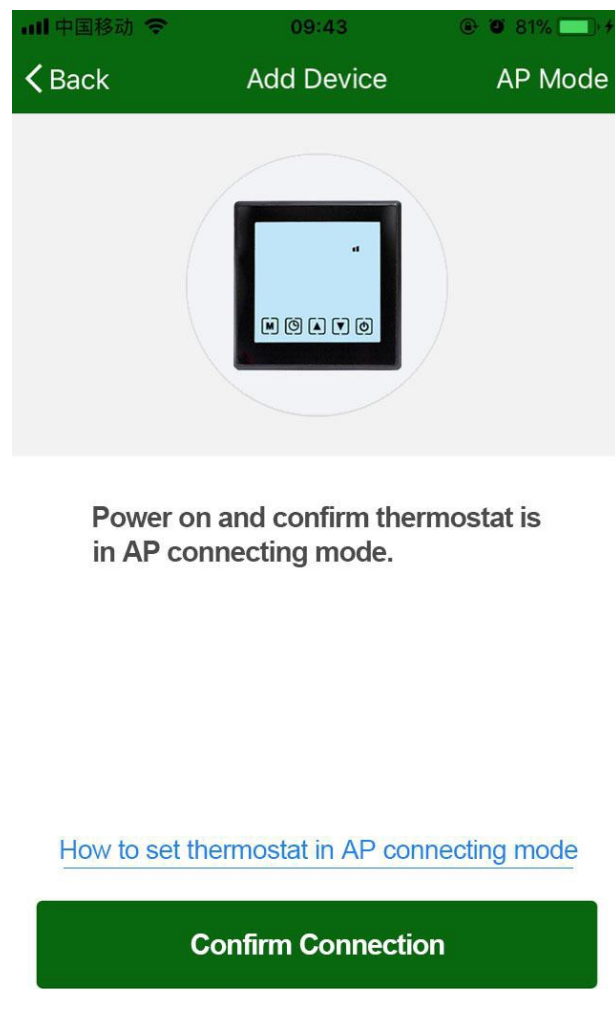 中国移动 09:43 81%
Back Add Device AP Mode
M
Power on and confirm thermostat is
in AP connecting mode.
How to set thermostat in AP connecting mode
Confirm Connection